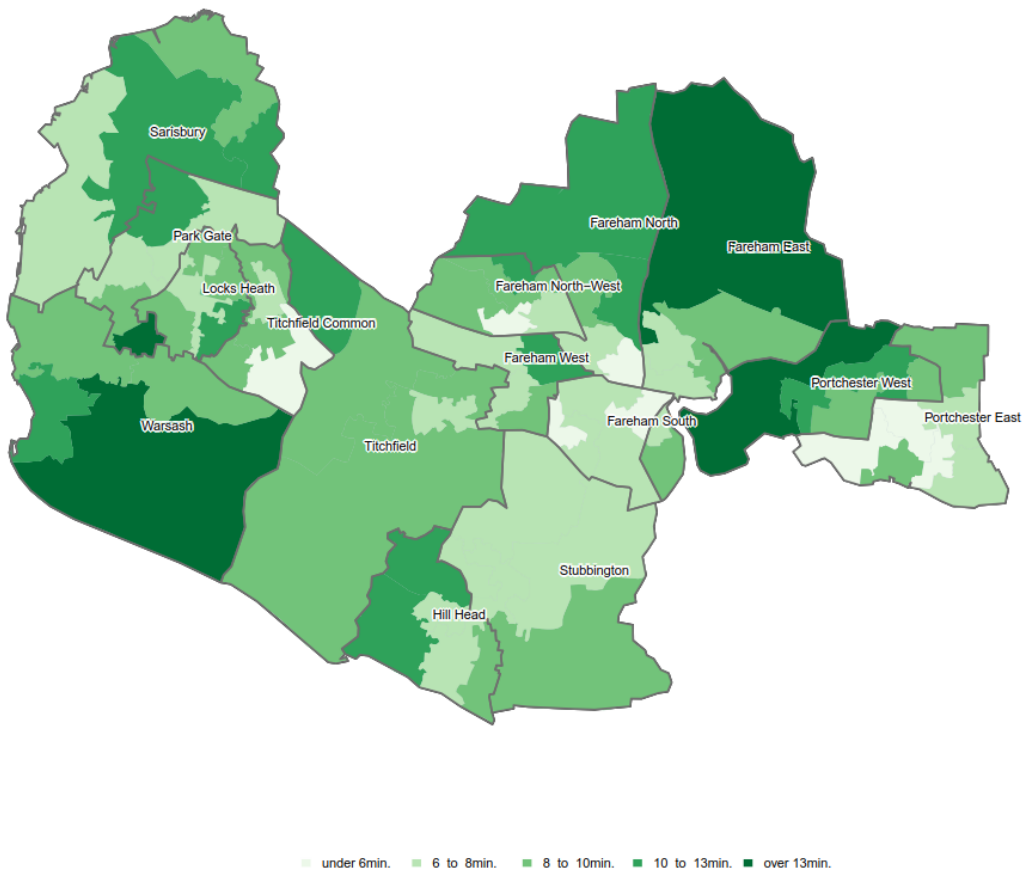 Sarisbury
Fareham North
Park Gate
Fareham East
Locks Heath
Fareham North-West
Titchfield Common
Fareham West
Portchester West
Portchester East
Warsash
Fareham South
Titchfield
Stubbington
Hill Head
under 6min. 6 to 8min. 8 to 10min. 10 to 13min. over 13min.